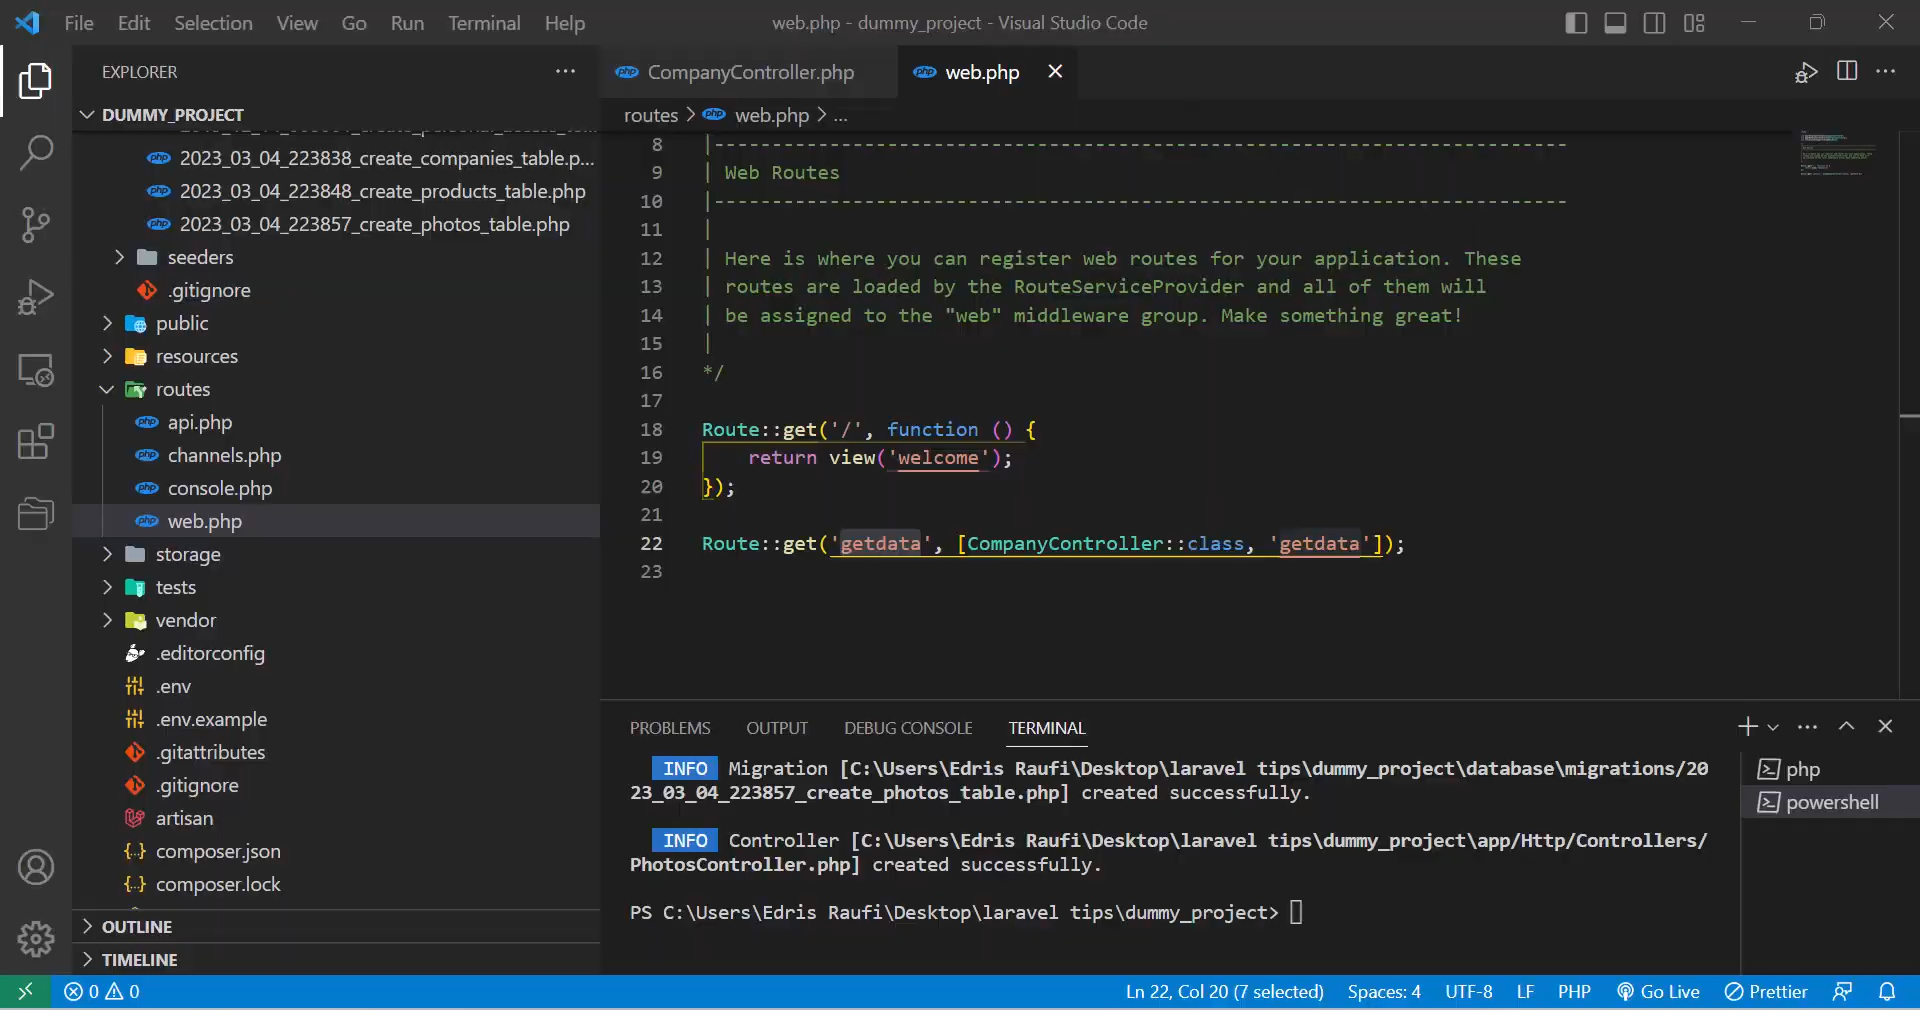 File Edit Selection View Go Run Terminal Help
web.php - dummy_project - Visual Studio Code
EXPLORER
DUMMY_PROJECT
2023_03_04_223838_create_companies_table.p...
2023_03_04_223848_create_products_table.php
2023_03_04_223857_create_photos_table.php
seeders
.gitignore
public
resources
routes
api.php
channels.php
console.php
web.php
storage
tests
vendor
.editorconfig
.env
.env.example
.gitattributes
.gitignore
artisan
composer.json
composer.lock
OUTLINE
TIMELINE
CompanyController.php
web.php
routes > web.php > ...
8 |--------------------------------------------------------------------------
9 | Web Routes
10 |--------------------------------------------------------------------------
11 |
12 | Here is where you can register web routes for your application. These
13 | routes are loaded by the RouteServiceProvider and all of them will
14 | be assigned to the "web" middleware group. Make something great!
15 |
16 */
17
18 Route::get('/', function () {
19     return view('welcome');
20 });
21
22 Route::get('getdata', [CompanyController::class, 'getdata']);
23
PROBLEMS OUTPUT DEBUG CONSOLE TERMINAL
INFO Migration [C:\Users\Edris Raufi\Desktop\laravel tips\dummy_project\database\migrations/20
23_03_04_223857_create_photos_table.php] created successfully.
INFO Controller [C:\Users\Edris Raufi\Desktop\laravel tips\dummy_project\app/Http/Controllers/
PhotosController.php] created successfully.
PS C:\Users\Edris Raufi\Desktop\laravel tips\dummy_project>
php
powershell
0 0
Ln 22, Col 20 (7 selected) Spaces: 4 UTF-8 LF PHP Go Live Prettier